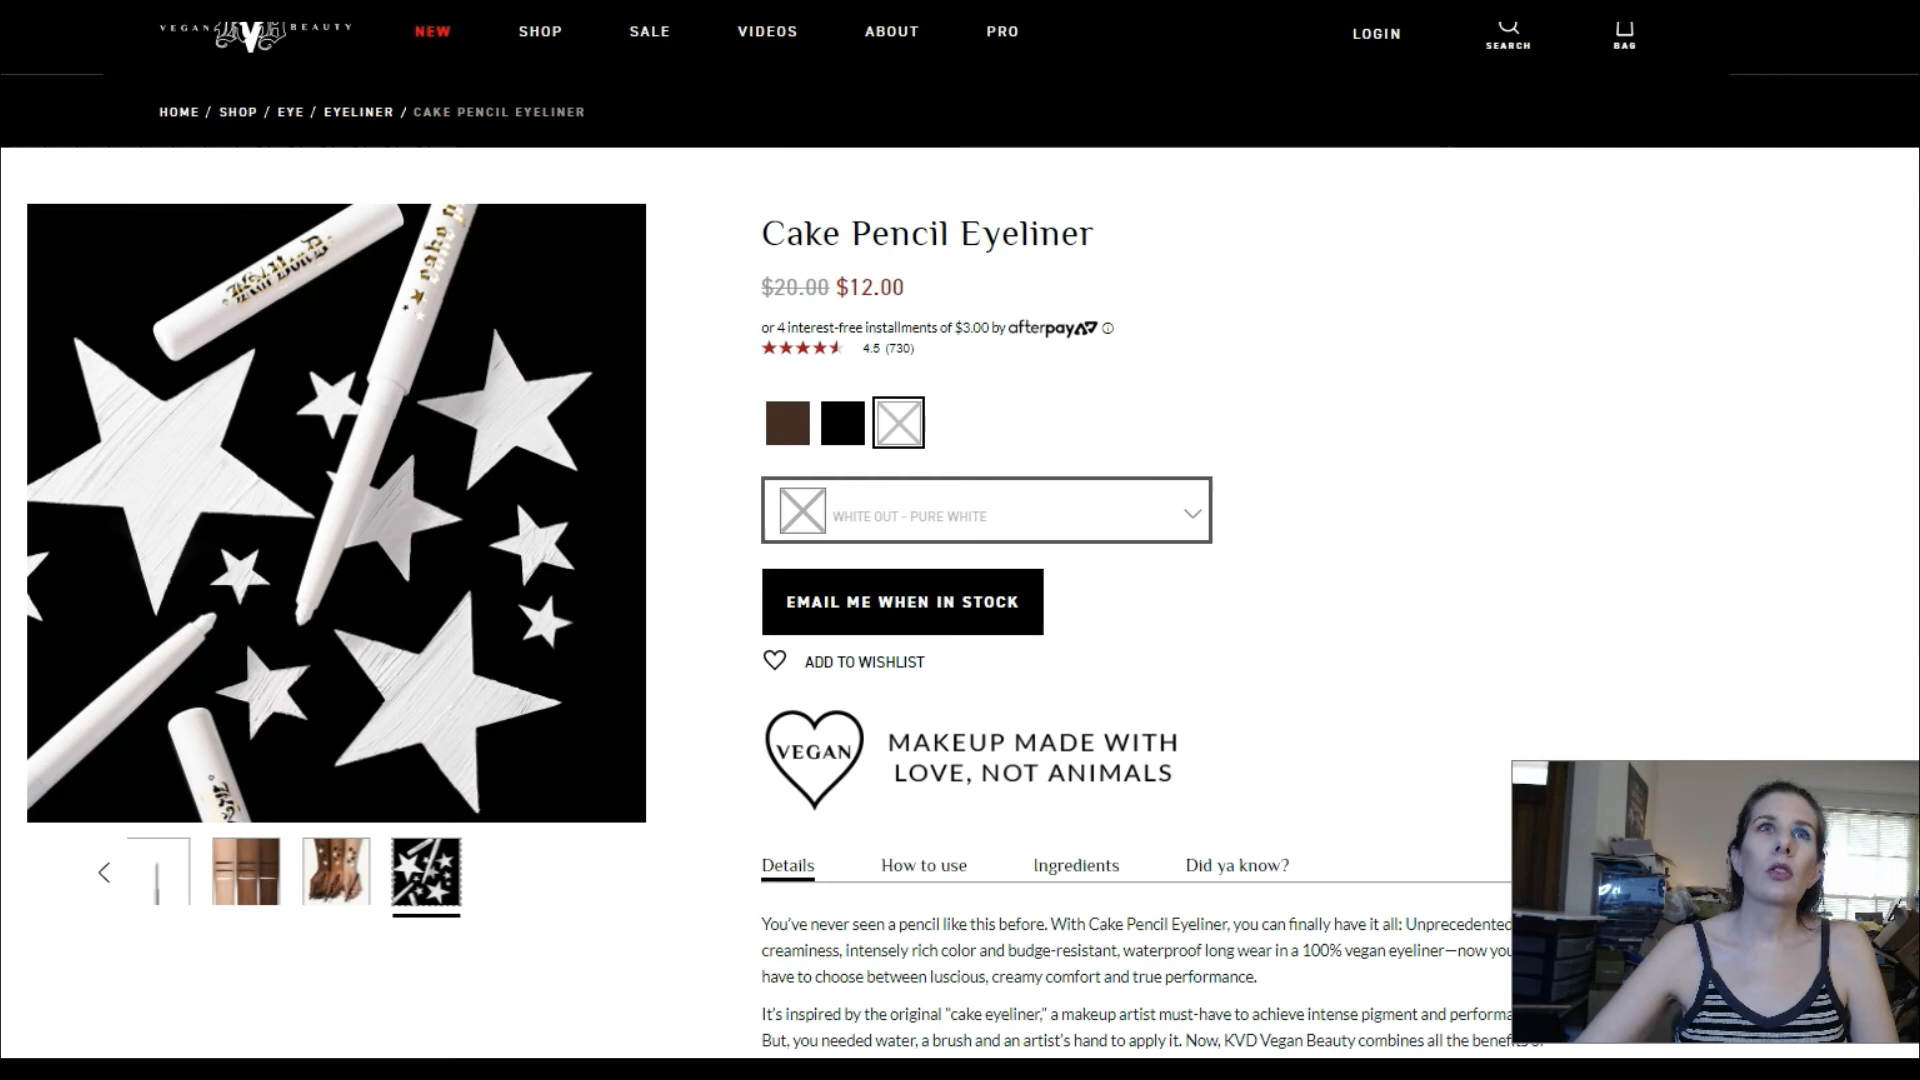 VEGAN V BEAUTY
NEW
SHOP
SALE
VIDEOS
ABOUT
PRO
LOGIN
SEARCH
BAG
HOME / SHOP / EYE / EYELINER / CAKE PENCIL EYELINER
Kat Von D
cake
Cake Pencil Eyeliner
$20.00 $12.00
or 4 interest-free installments of $3.00 by afterpay
4.5 (730)
WHITE OUT - PURE WHITE
EMAIL ME WHEN IN STOCK
ADD TO WISHLIST
VEGAN
MAKEUP MADE WITH
LOVE, NOT ANIMALS
Details
How to use
Ingredients
Did ya know?
You've never seen a pencil like this before. With Cake Pencil Eyeliner, you can finally have it all: Unprecedented
creaminess, intensely rich color and budge-resistant, waterproof long wear in a 100% vegan eyeliner—now you
have to choose between luscious, creamy comfort and true performance.
It's inspired by the original "cake eyeliner," a makeup artist must-have to achieve intense pigment and performa
But, you needed water, a brush and an artist's hand to apply it. Now, KVD Vegan Beauty combines all the benefits of